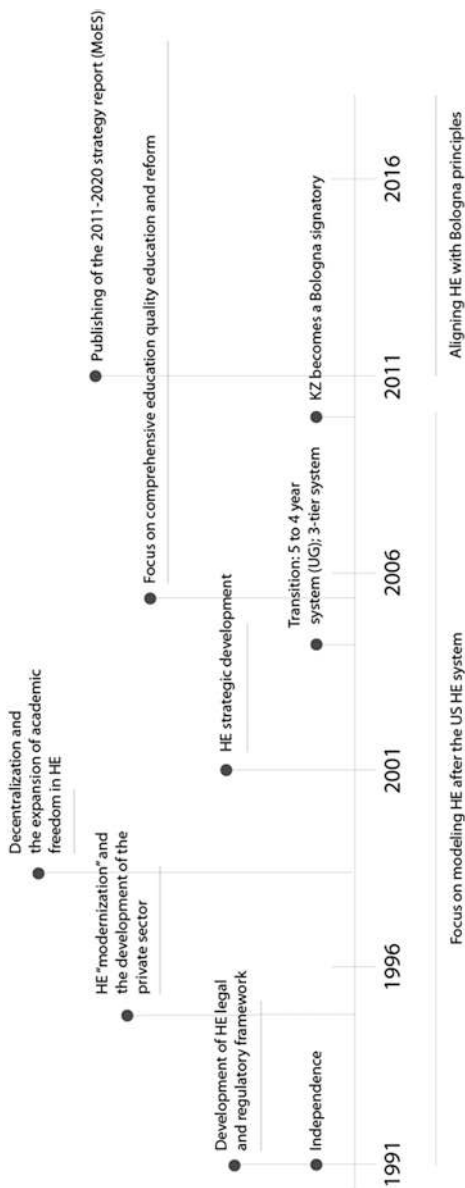 Decentralization and
the expansion of academic
freedom in HE
Publishing of the 2011-2020 strategy report (MoES)
HE "modernization" and
the development of the
private sector
Focus on comprehensive education quality education and reform
Development of HE legal
and regulatory framework
HE strategic development
Independence
Transition: 5 to 4 year
system (UG); 3-tier system
KZ becomes a Bologna signatory
1991
1996
2001
2006
2011
2016
Focus on modeling HE after the US HE system
Aligning HE with Bologna principles